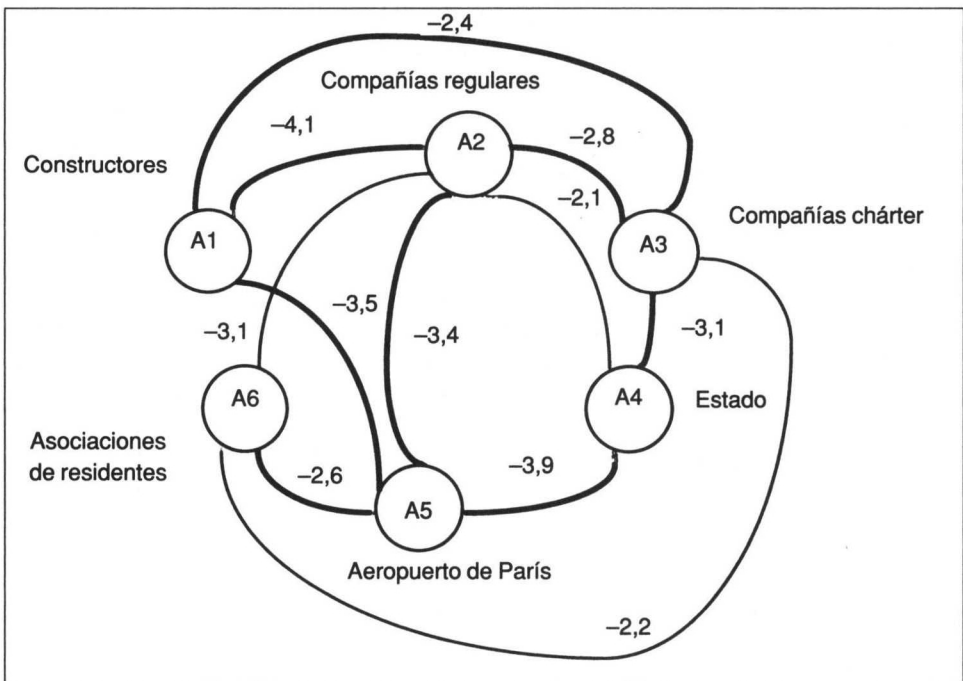 –2,4
Compañías regulares
–4,1
A2
–2,8
Constructores
–2,1
Compañías chárter
A1
A3
–3,5
–3,1
–3,4
–3,1
A6
A4
Estado
Asociaciones
de residentes
–2,6
–3,9
A5
Aeropuerto de París
–2,2